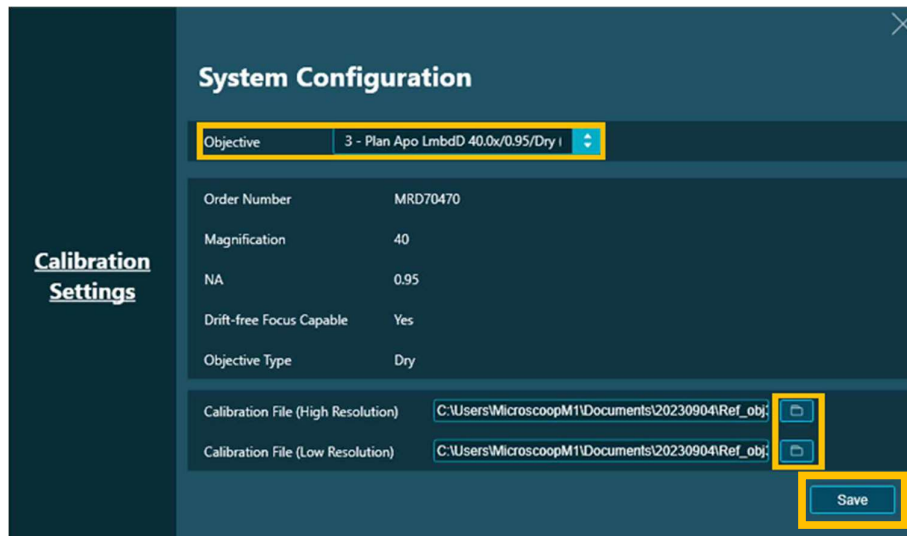 System Configuration
Objective 3 - Plan Apo LmbdD 40.0x/0.95/Dry (
Order Number MRD70470
Magnification 40
Calibration
Settings
NA 0.95
Drift-free Focus Capable Yes
Objective Type Dry
Calibration File (High Resolution) C:\Users\MicroscoopM1\Documents\20230904\Ref_obj3
Calibration File (Low Resolution) C:\Users\MicroscoopM1\Documents\20230904\Ref_obj3
Save